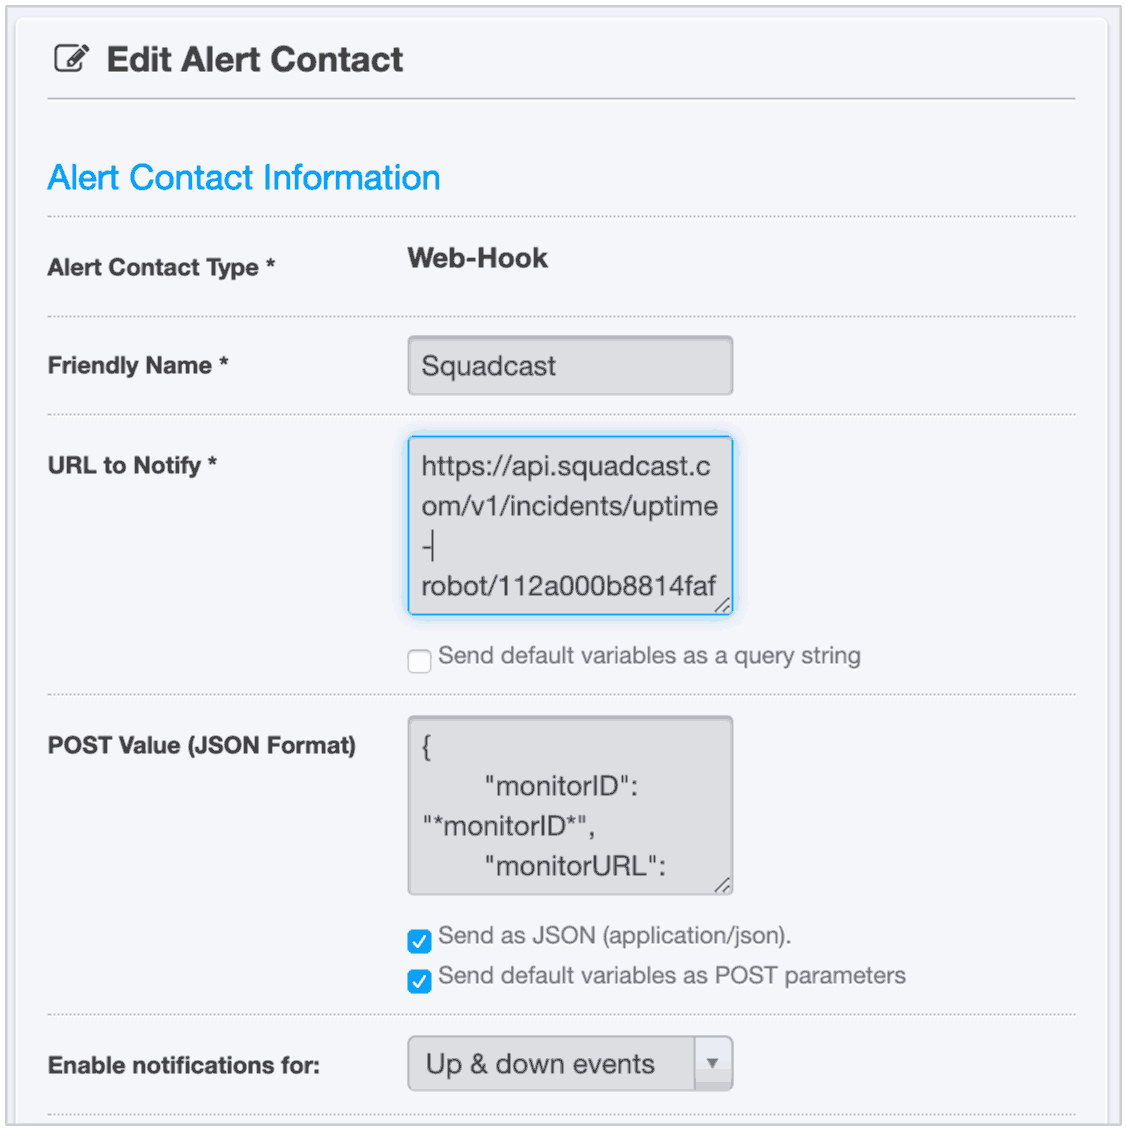 Edit Alert Contact
Alert Contact Information
Alert Contact Type *
Web-Hook
Friendly Name *
Squadcast
URL to Notify *
https://api.squadcast.c
om/v1/incidents/uptime
-
robot/112a000b8814faf
Send default variables as a query string
POST Value (JSON Format)
{
"monitorID":
"*monitorID*",
"monitorURL":
Send as JSON (application/json).
Send default variables as POST parameters
Enable notifications for:
Up & down events